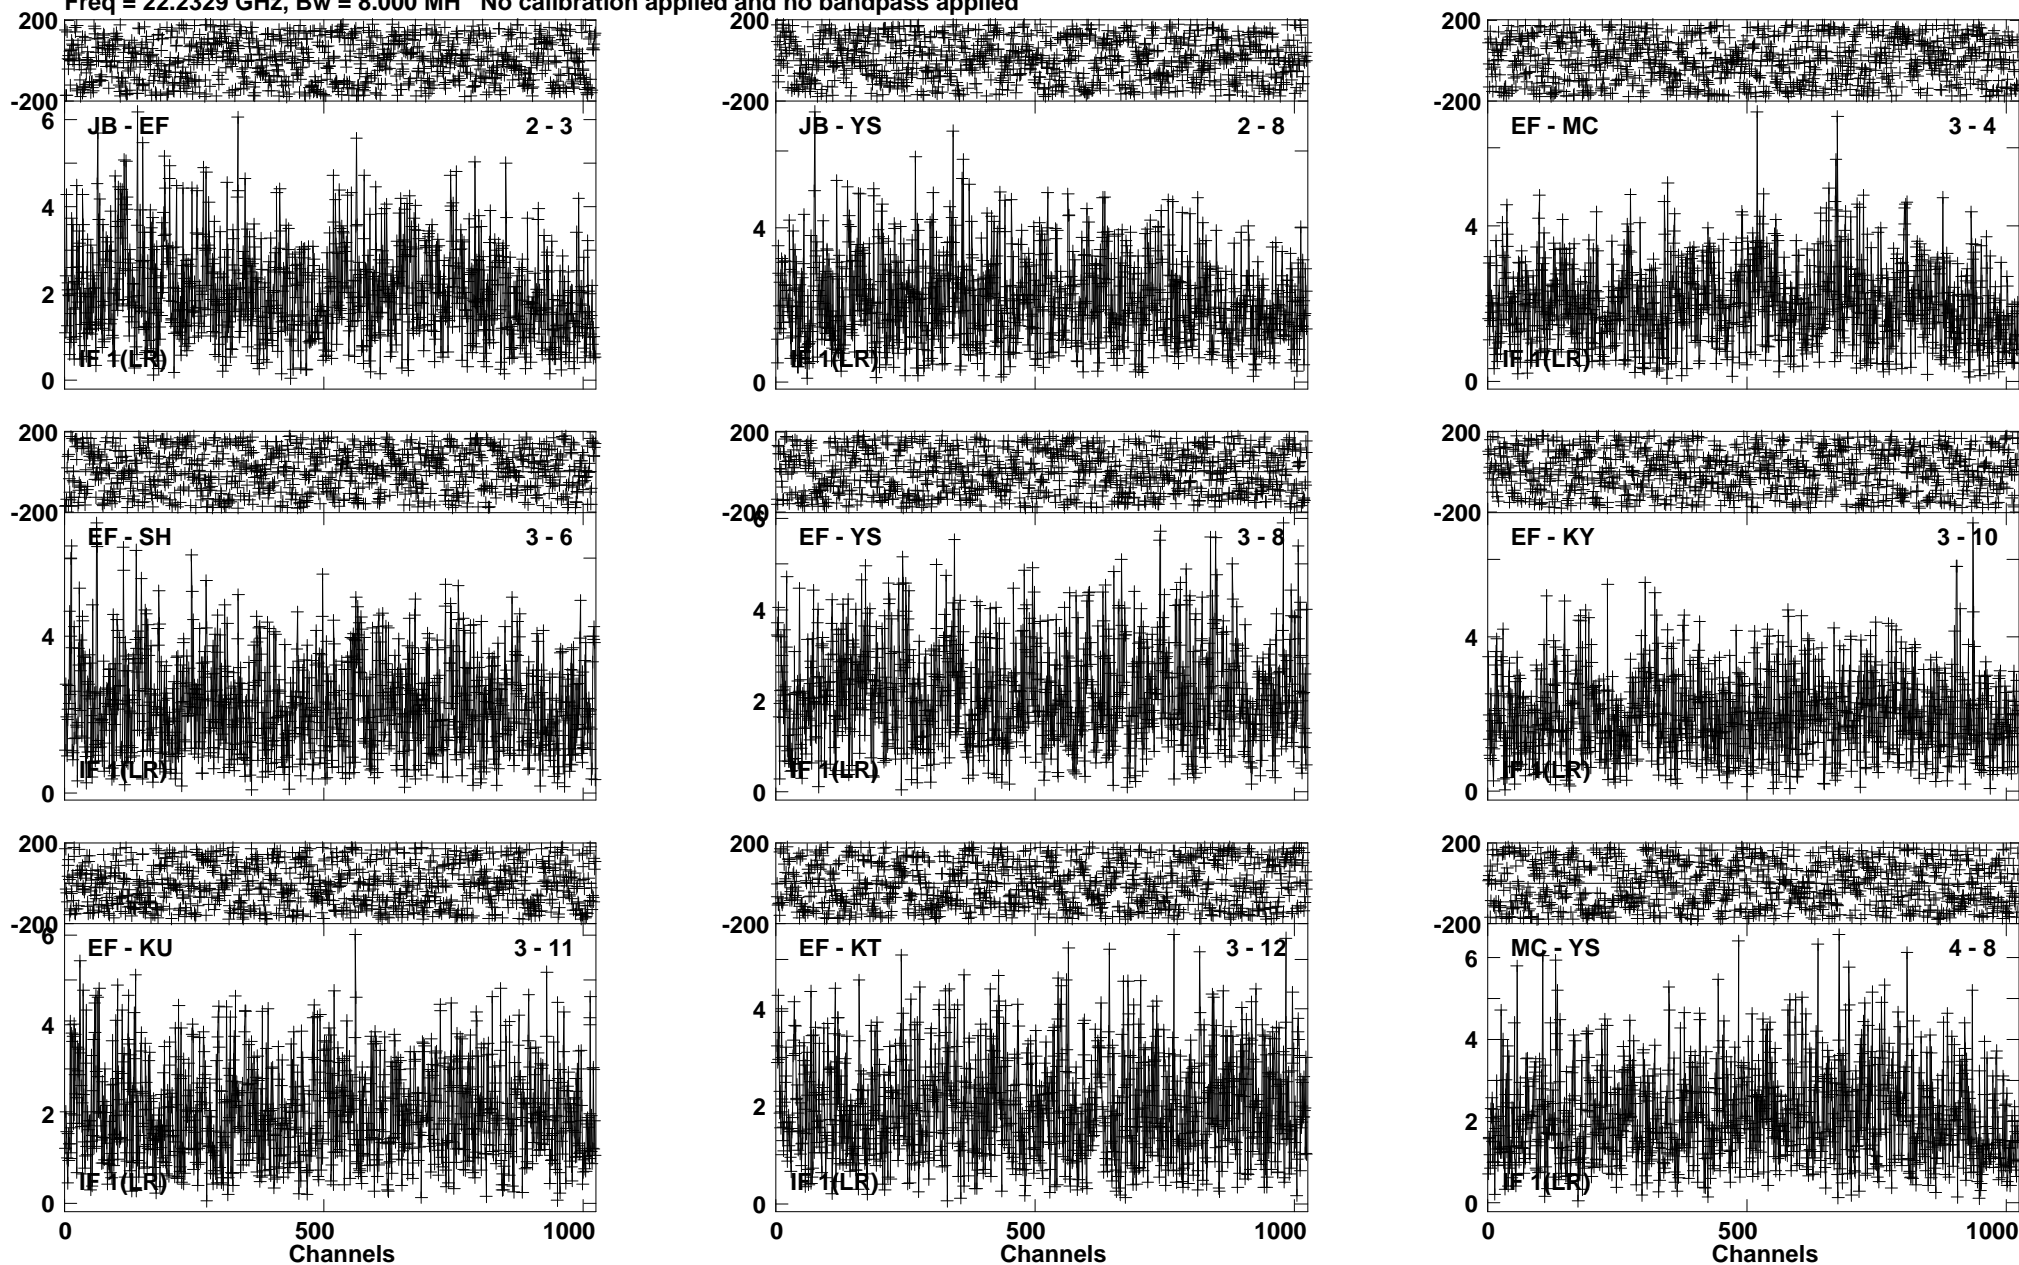 Freq = 22.2329 GHz, Bw = 8.000 MH No calibration applied and no bandpass applied
200 200 200
-200 -200 -200
6
JB - EF 2 - 3 JB - YS 2 - 8 EF - MC 3 - 4
4 4 4
2
IF 1(LR) IF 1(LR) IF 1(LR)
0 0 0
200 200 200
-200 -200 -200
6
EF - SH 3 - 6 EF - YS 3 - 8 EF - KY 3 - 10
4 4 4
2
IF 1(LR) IF 1(LR) IF 1(LR)
0 0 0
200 200 200
-200 -200 -200
6
EF - KU 3 - 11 EF - KT 3 - 12 MC - YS 4 - 8
6
4 4 4
2 2 2
IF 1(LR) IF 1(LR) IF 1(LR)
0 0 0
0 500 1000 0 500 1000 0 500 1000
Channels Channels Channels